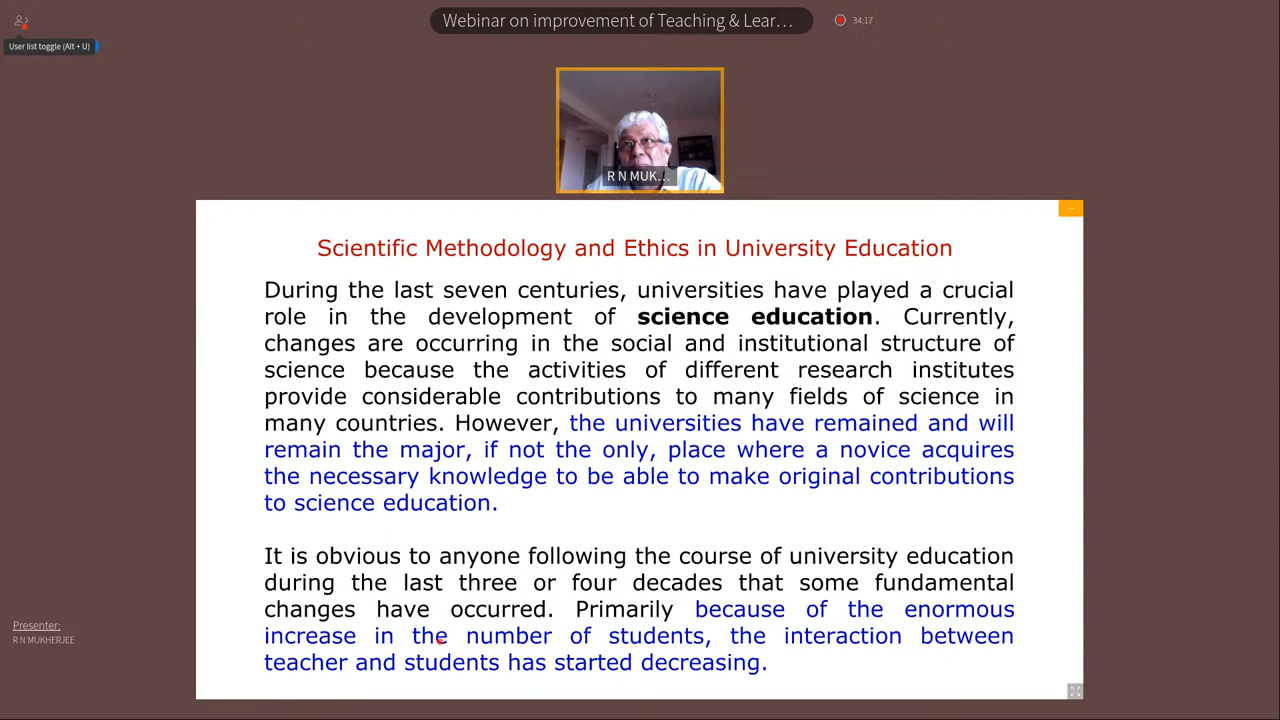 Webinar on improvement of Teaching & Lear…
34:17
User list toggle (Alt + U)
R N MUK…
Scientific Methodology and Ethics in University Education
During the last seven centuries, universities have played a crucial
role in the development of science education. Currently,
changes are occurring in the social and institutional structure of
science because the activities of different research institutes
provide considerable contributions to many fields of science in
many countries. However, the universities have remained and will
remain the major, if not the only, place where a novice acquires
the necessary knowledge to be able to make original contributions
to science education.
It is obvious to anyone following the course of university education
during the last three or four decades that some fundamental
changes have occurred. Primarily because of the enormous
increase in the number of students, the interaction between
teacher and students has started decreasing.
Presenter:
R N MUKHERJEE